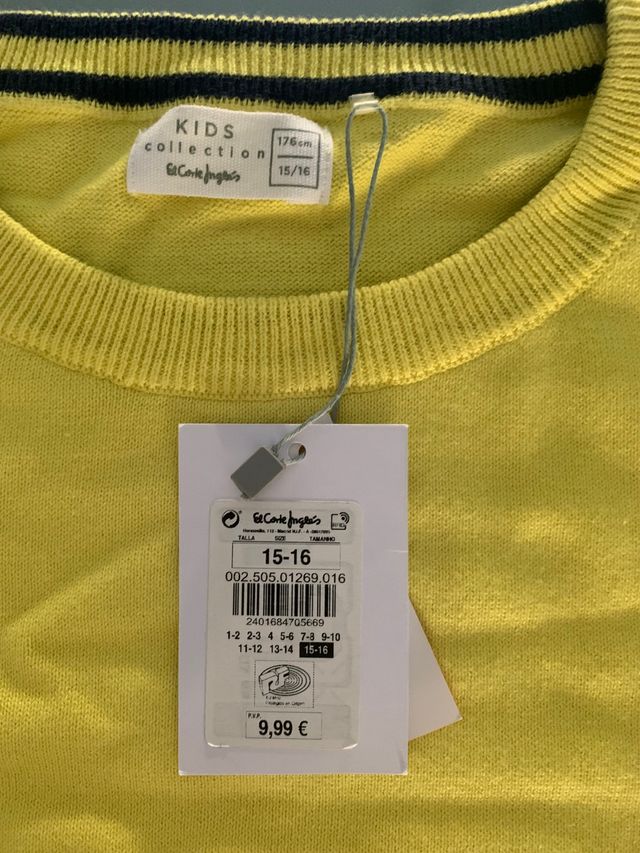 KIDS
collection
El Corte Inglés
176cm
15/16
El Corte Inglés
TALLA SIZE TAMANHO
15-16
002.505.01269.016
2401684705669
1-2 2-3 4 5-6 7-8 9-10
11-12 13-14 15-16
P.V.P.
9,99 €